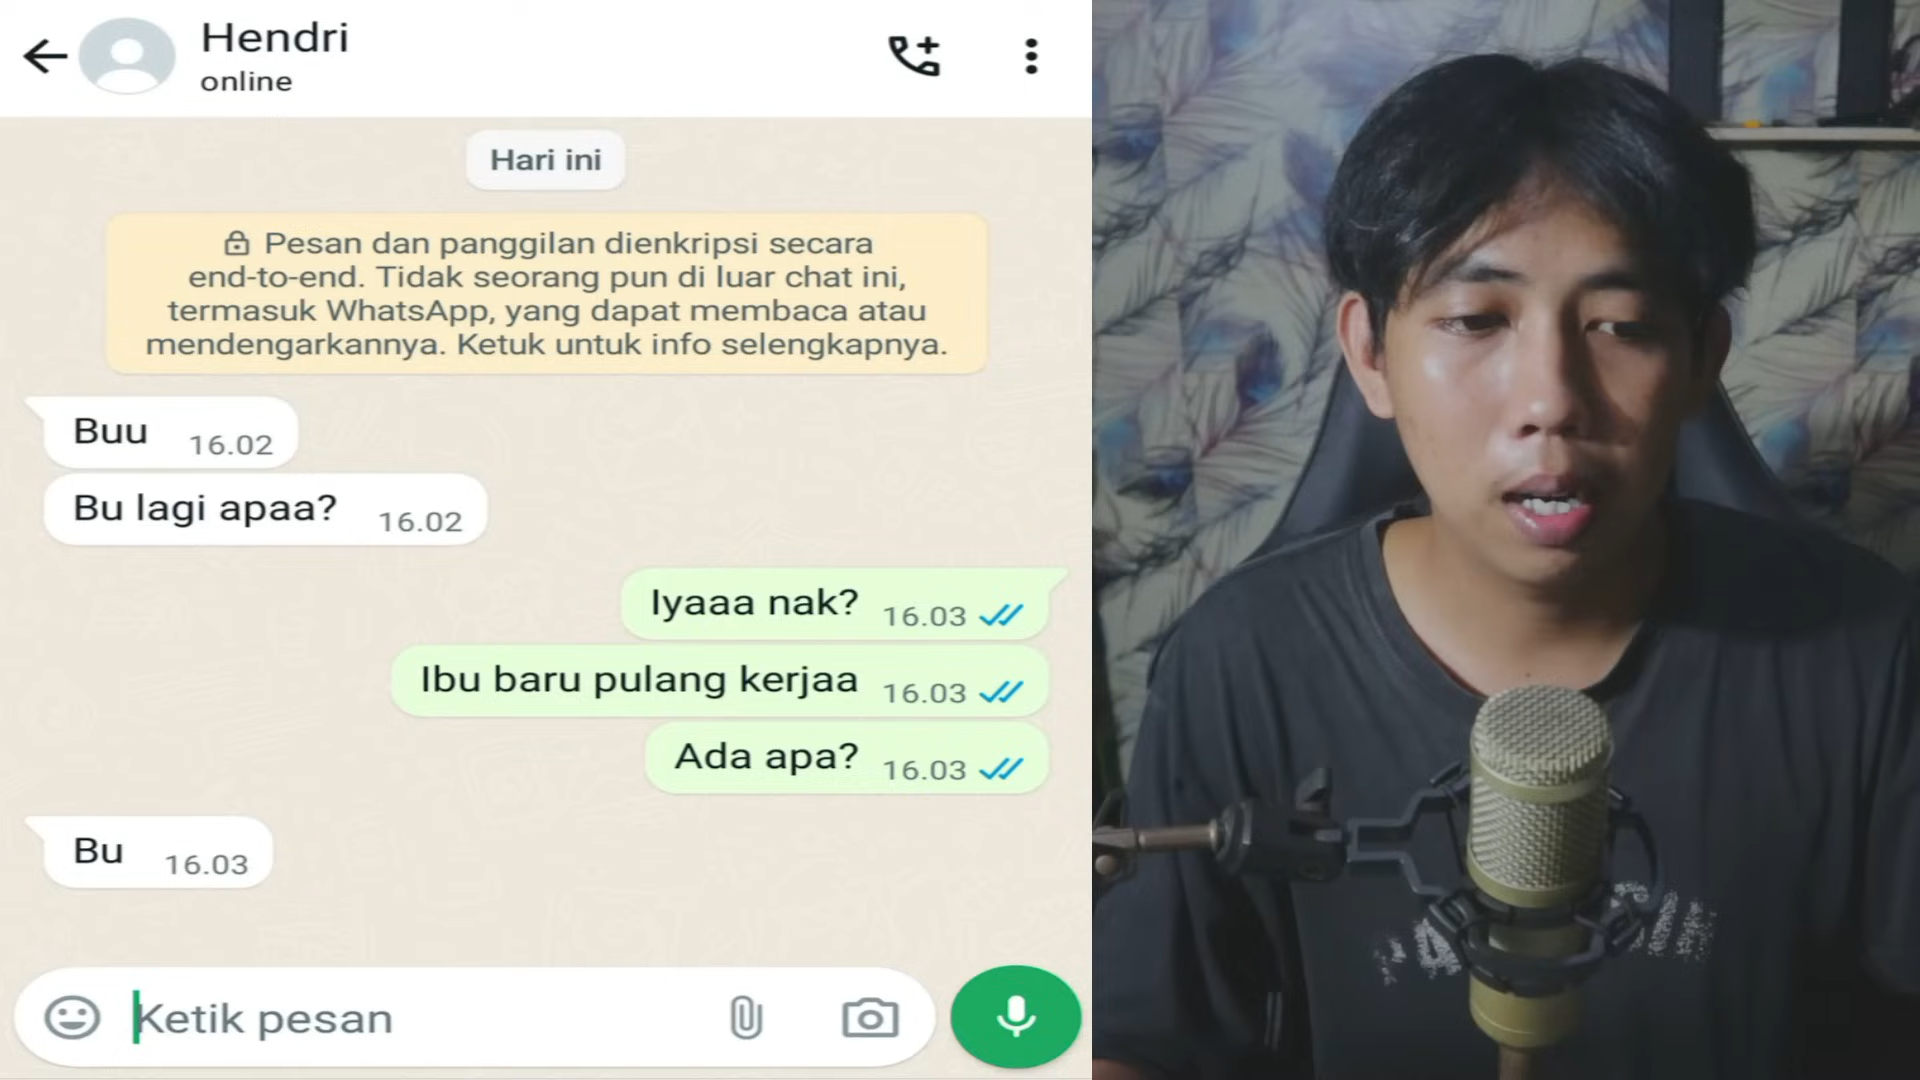 Hendri
online
Hari ini
Pesan dan panggilan dienkripsi secara
end-to-end. Tidak seorang pun di luar chat ini,
termasuk WhatsApp, yang dapat membaca atau
mendengarkannya. Ketuk untuk info selengkapnya.
Buu 16.02
Bu lagi apaa? 16.02
Iyaaa nak? 16.03
Ibu baru pulang kerjaa 16.03
Ada apa? 16.03
Bu 16.03
Ketik pesan